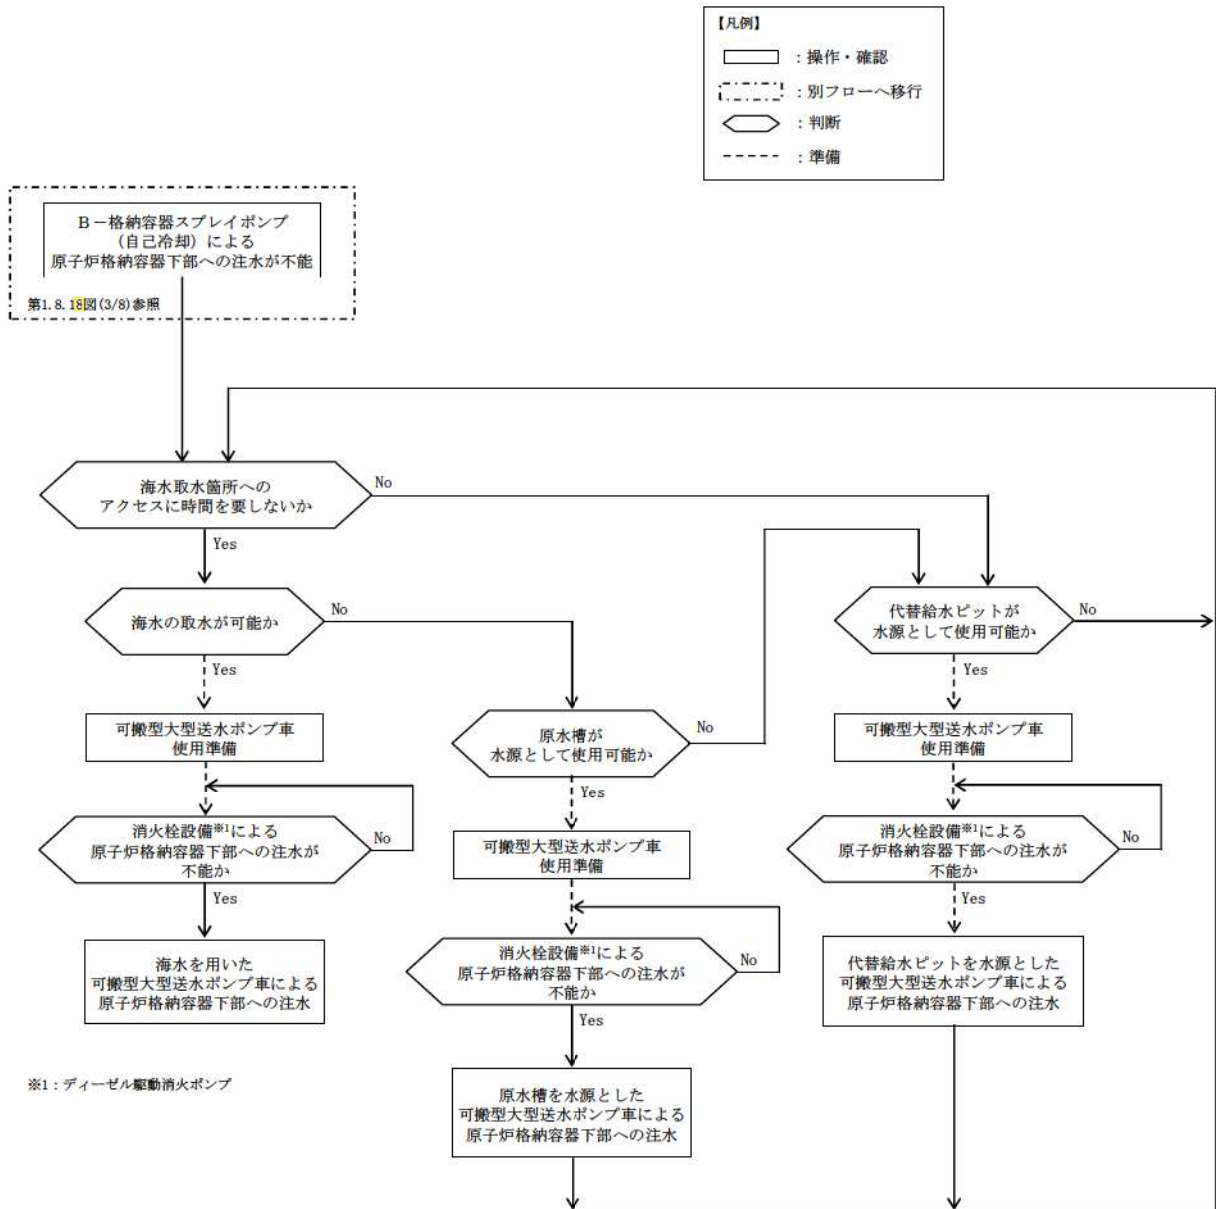 【凡例】
：操作・確認
：別フローへ移行
：判断
：準備
B－格納容器スプレイポンプ
（自己冷却）による
原子炉格納容器下部への注水が不能
第1.8.18図(3/8)参照
海水取水箇所への
アクセスに時間を要しないか
No
Yes
海水の取水が可能か
No
Yes
代替給水ピットが
水源として使用可能か
No
Yes
可搬型大型送水ポンプ車
使用準備
原水槽が
水源として使用可能か
No
Yes
可搬型大型送水ポンプ車
使用準備
消火栓設備※1による
原子炉格納容器下部への注水が
不能か
No
Yes
可搬型大型送水ポンプ車
使用準備
消火栓設備※1による
原子炉格納容器下部への注水が
不能か
No
Yes
海水を用いた
可搬型大型送水ポンプ車による
原子炉格納容器下部への注水
消火栓設備※1による
原子炉格納容器下部への注水が
不能か
No
Yes
代替給水ピットを水源とした
可搬型大型送水ポンプ車による
原子炉格納容器下部への注水
原水槽を水源とした
可搬型大型送水ポンプ車による
原子炉格納容器下部への注水
※1：ディーゼル駆動消火ポンプ